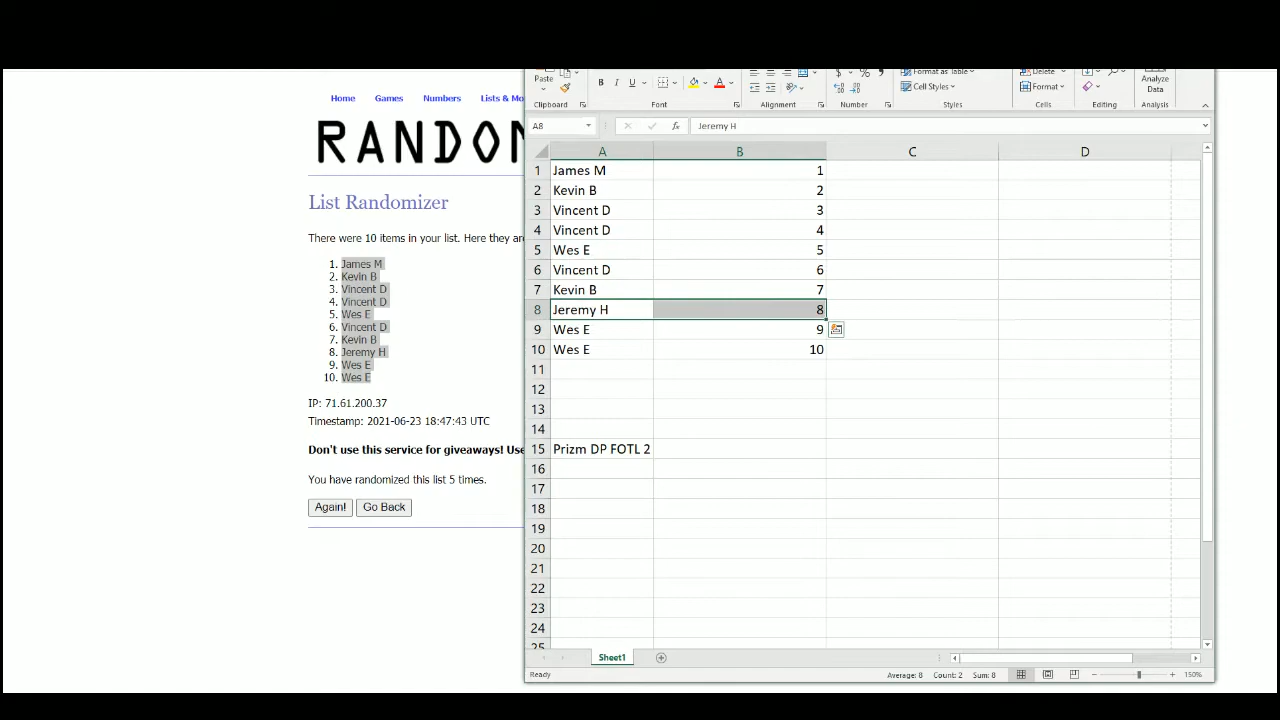 Home Games Numbers Lists & Mo
RANDO
List Randomizer
There were 10 items in your list. Here they are
1. James M
2. Kevin B
3. Vincent D
4. Vincent D
5. Wes E
6. Vincent D
7. Kevin B
8. Jeremy H
9. Wes E
10. Wes E
IP: 71.61.200.37
Timestamp: 2021-06-23 18:47:43 UTC
Don't use this service for giveaways! Use
You have randomized this list 5 times.
Again! Go Back
Paste B I U $ % Format as Table Delete Analyze
Cell Styles Format Data
Clipboard Font Alignment Number Styles Cells Editing Analysis
A8 fx Jeremy H
A B C D
1 James M 1
2 Kevin B 2
3 Vincent D 3
4 Vincent D 4
5 Wes E 5
6 Vincent D 6
7 Kevin B 7
8 Jeremy H 8
9 Wes E 9
10 Wes E 10
11
12
13
14
15 Prizm DP FOTL 2
16
17
18
19
20
21
22
23
24
25
Sheet1
Ready Average: 8 Count: 2 Sum: 8 150%